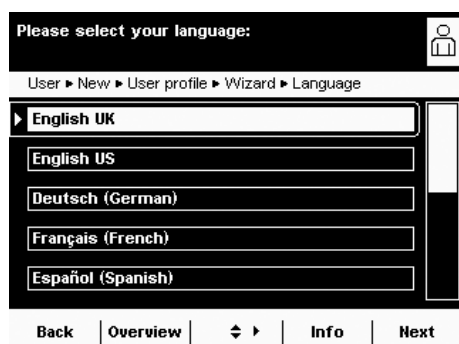 Please select your language:
User ▸ New ▸ User profile ▸ Wizard ▸ Language
English UK
English US
Deutsch (German)
Français (French)
Español (Spanish)
Back Overview Info Next